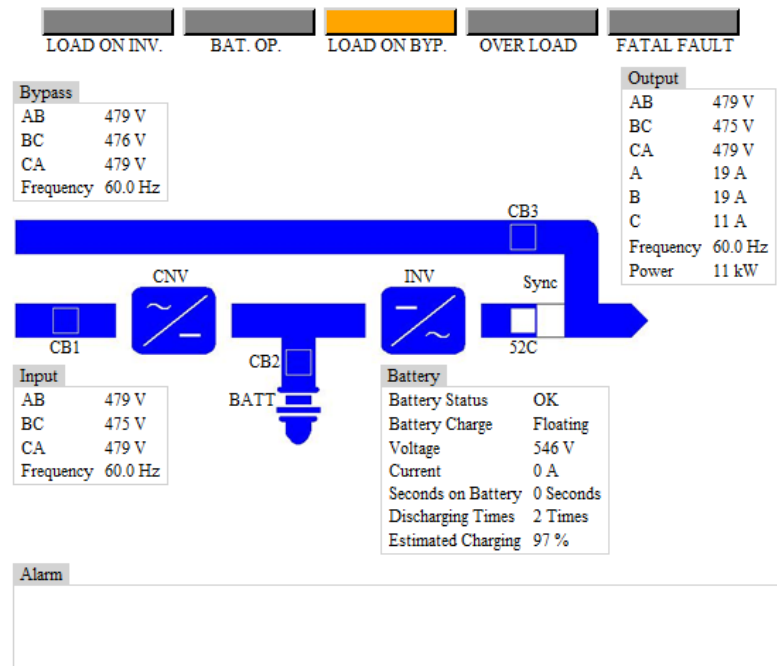 LOAD ON INV. BAT. OP. LOAD ON BYP. OVER LOAD FATAL FAULT
Bypass
AB 479 V
BC 476 V
CA 479 V
Frequency 60.0 Hz
Output
AB 479 V
BC 475 V
CA 479 V
A 19 A
B 19 A
C 11 A
Frequency 60.0 Hz
Power 11 kW
CB3
CNV
INV
Sync
CB1
CB2
52C
BATT
Input
AB 479 V
BC 475 V
CA 479 V
Frequency 60.0 Hz
Battery
Battery Status OK
Battery Charge Floating
Voltage 546 V
Current 0 A
Seconds on Battery 0 Seconds
Discharging Times 2 Times
Estimated Charging 97 %
Alarm